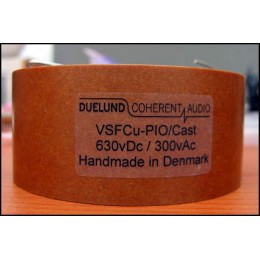 DUELUND COHERENT AUDIO
VSFCu-PIO/Cast
630vDc / 300vAc
Handmade in Denmark